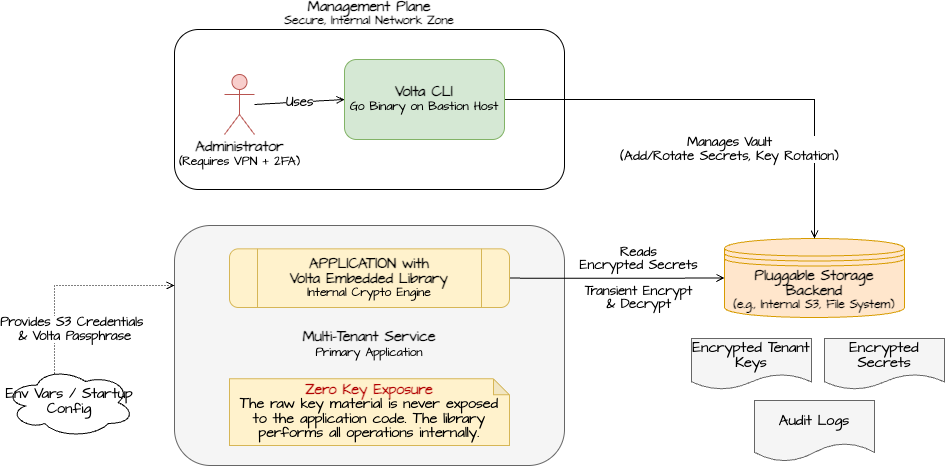 Management Plane
Secure, Internal Network Zone
Volta CLI
Go Binary on Bastion Host
Uses
Administrator
(Requires VPN + 2FA)
Manages Vault
(Add/Rotate Secrets, Key Rotation)
APPLICATION with
Volta Embedded Library
Internal Crypto Engine
Reads
Encrypted Secrets
Transient Encrypt
& Decrypt
Pluggable Storage
Backend
(e.g., Internal S3, File System)
Provides S3 Credentials
& Volta Passphrase
Multi-Tenant Service
Primary Application
Encrypted Tenant
Keys
Encrypted
Secrets
Env Vars / Startup
Config
Zero Key Exposure
The raw key material is never exposed
to the application code. The library
performs all operations internally.
Audit Logs